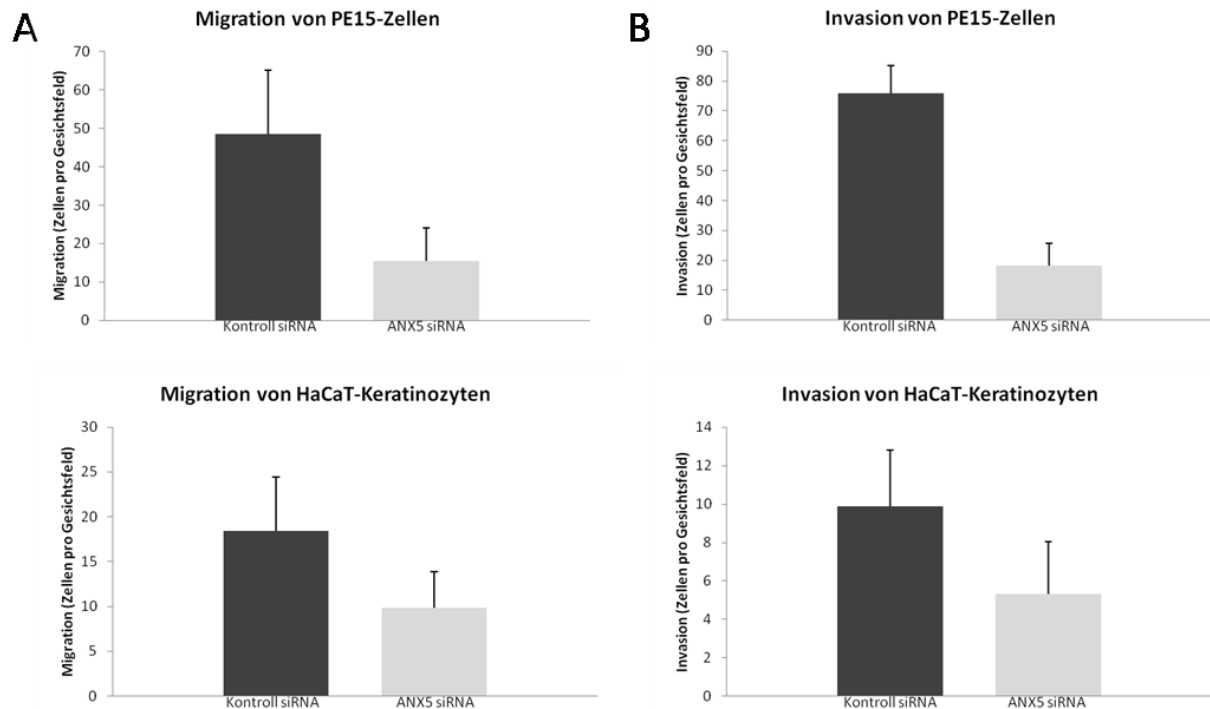 A
Migration von PE15-Zellen
Migration (Zellen pro Gesichtsfeld)
70
60
50
40
30
20
10
0
Kontroll siRNA
ANX5 siRNA
B
Invasion von PE15-Zellen
Invasion (Zellen pro Gesichtsfeld)
90
80
70
60
50
40
30
20
10
0
Kontroll siRNA
ANX5 siRNA
Migration von HaCaT-Keratinozyten
Migration (Zellen pro Gesichtsfeld)
30
25
20
15
10
5
0
Kontroll siRNA
ANX5 siRNA
Invasion von HaCaT-Keratinozyten
Invasion (Zellen pro Gesichtsfeld)
14
12
10
8
6
4
2
0
Kontroll siRNA
ANX5 siRNA